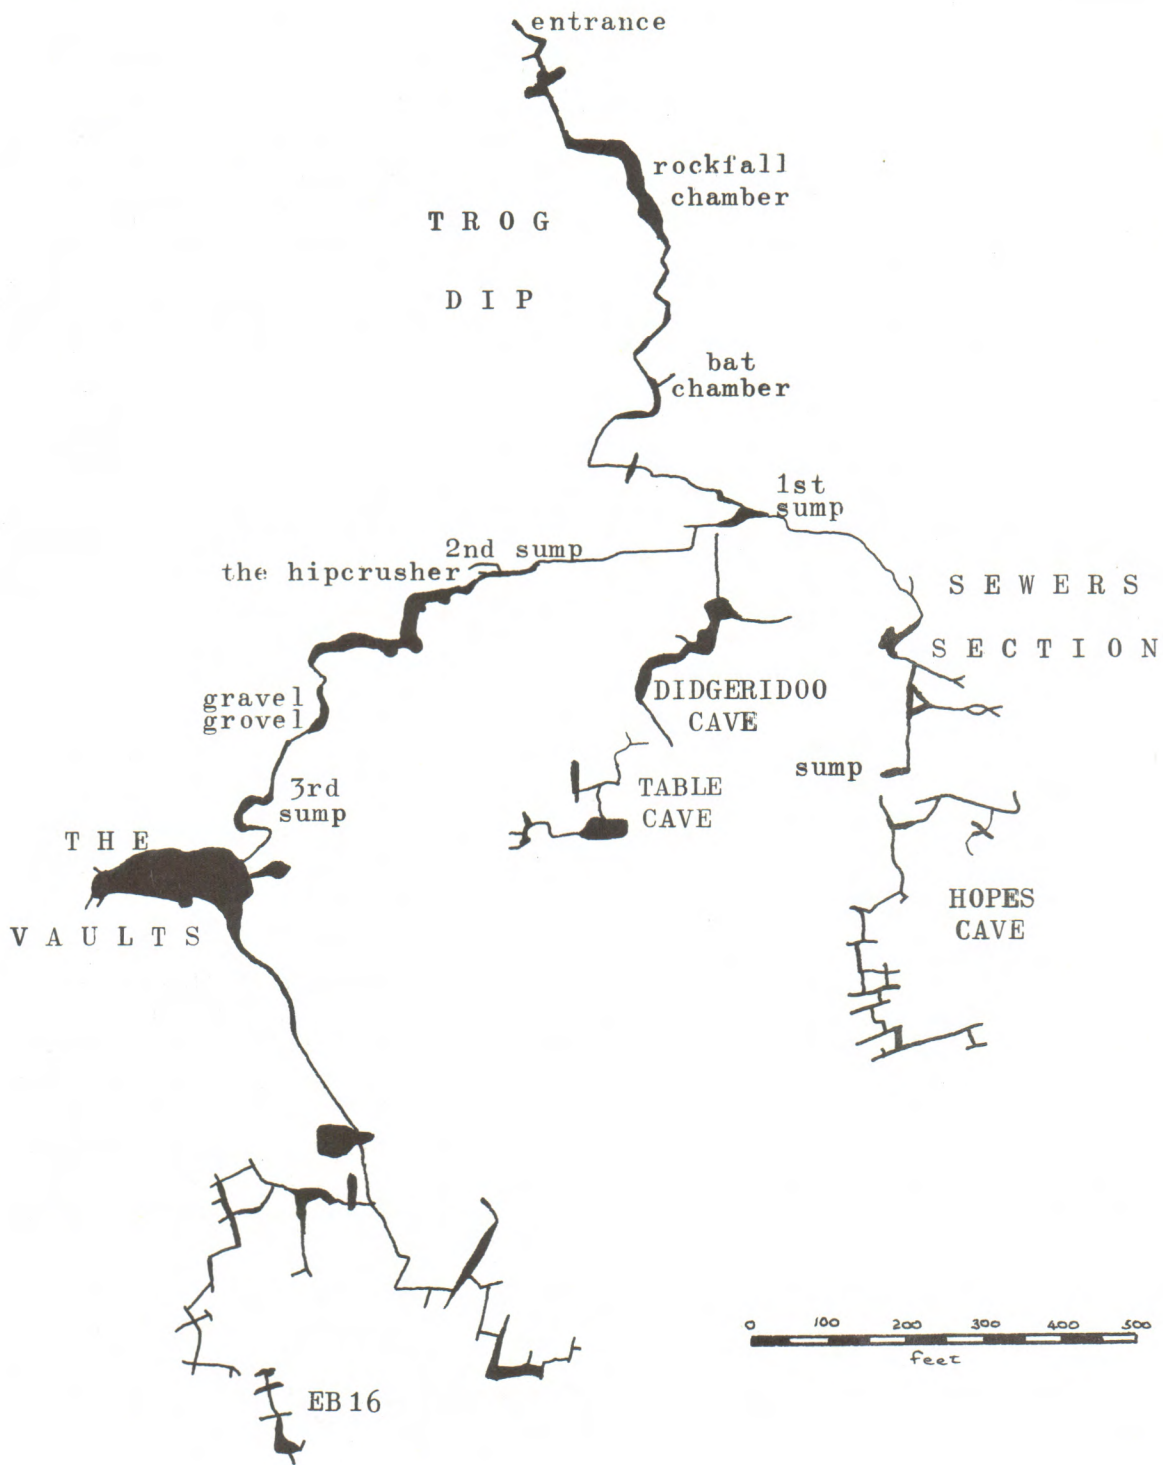 entrance
rockfall
chamber
T R O G
D I P
bat
chamber
1st
sump
2nd sump
the hipcrusher
S E W E R S
S E C T I O N
DIDGERIDOO
CAVE
gravel
grovel
sump
TABLE
CAVE
3rd
sump
T H E
V A U L T S
HOPES
CAVE
0 100 200 300 400 500
feet
EB 16